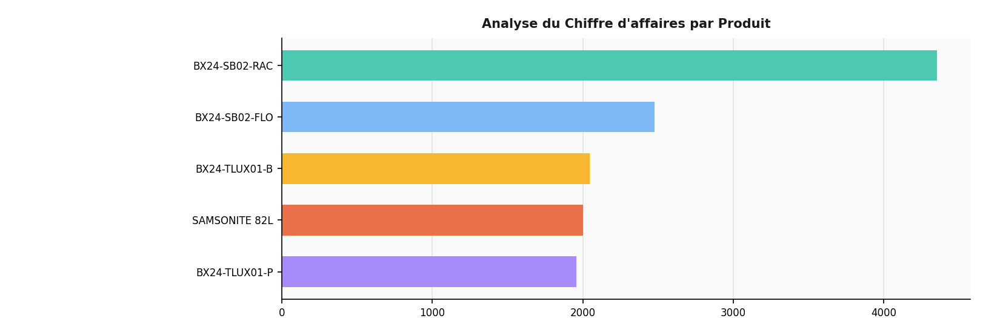 Analyse du Chiffre d'affaires par Produit
BX24-SB02-RAC
BX24-SB02-FLO
BX24-TLUX01-B
SAMSONITE 82L
BX24-TLUX01-P
0 1000 2000 3000 4000